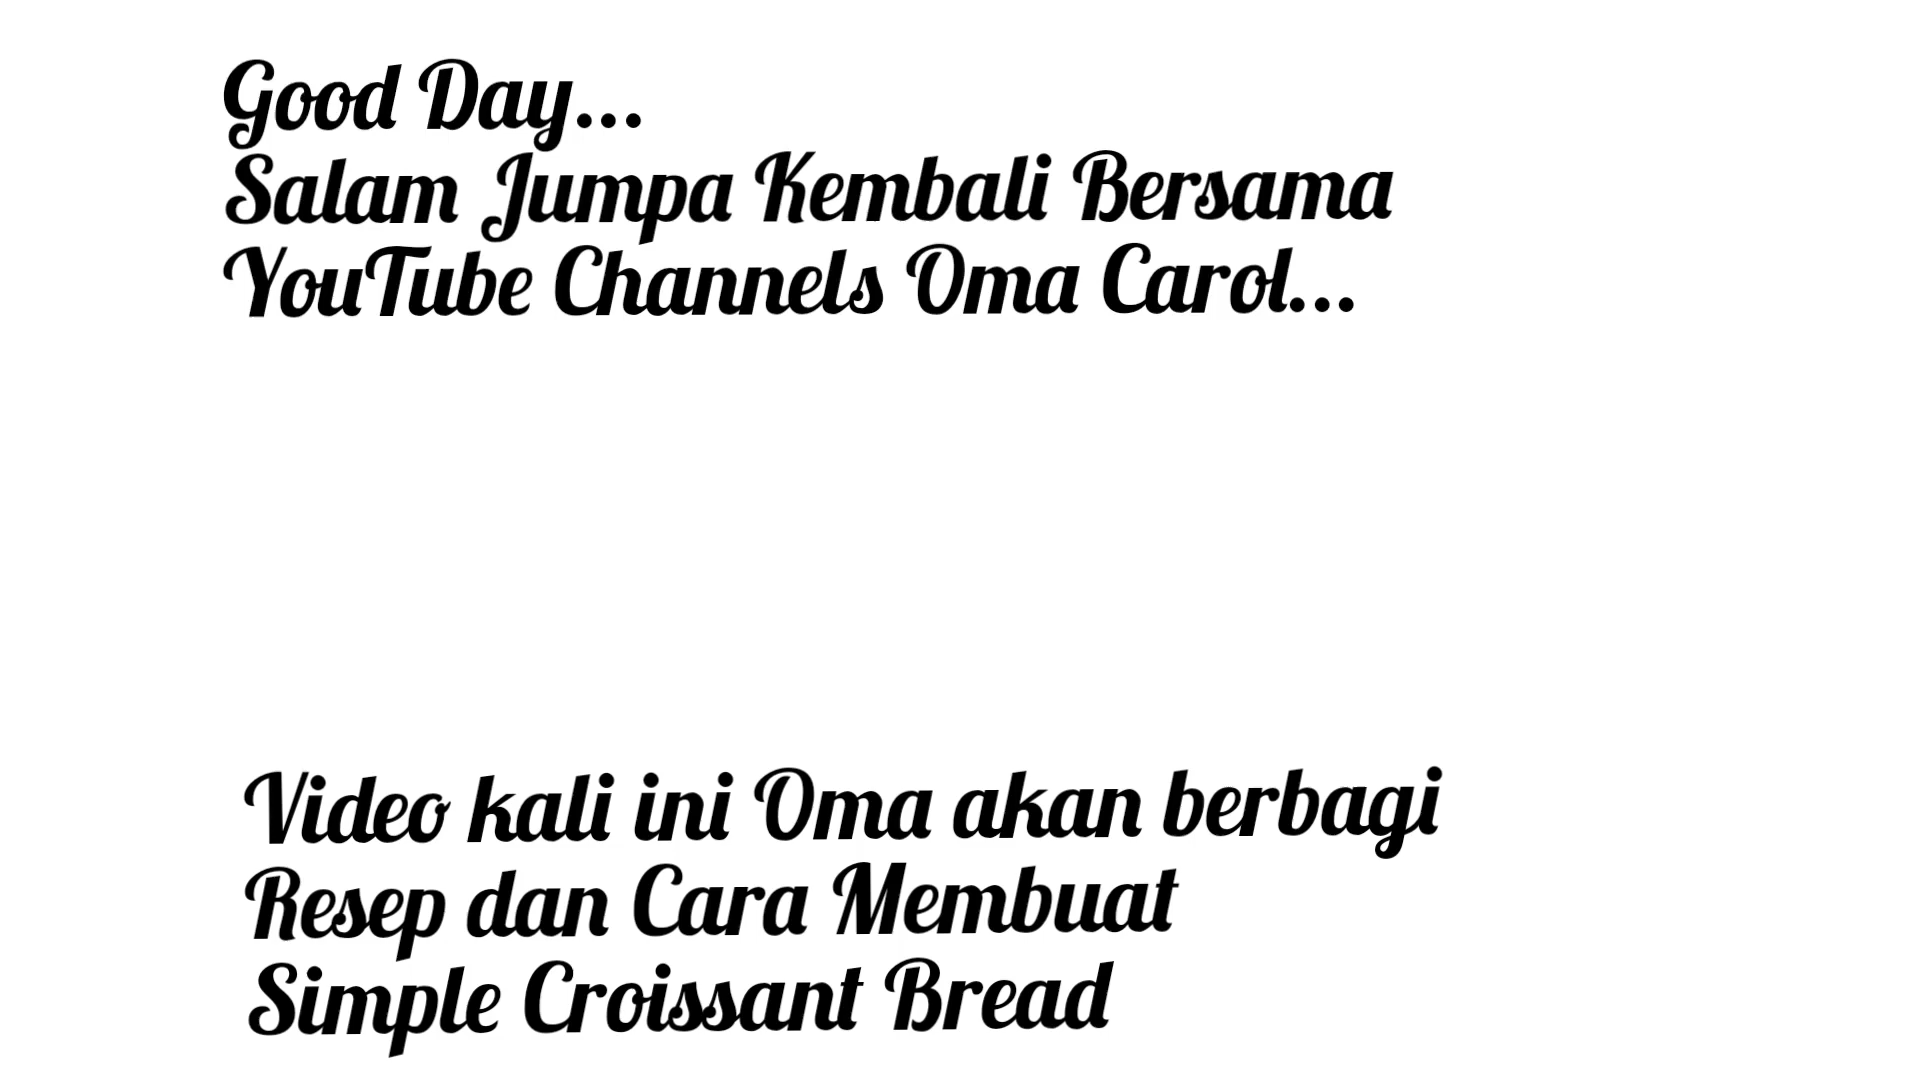 Good Day...
Salam Jumpa Kembali Bersama
YouTube Channels Oma Carol...
Video kali ini Oma akan berbagi
Resep dan Cara Membuat
Simple Croissant Bread